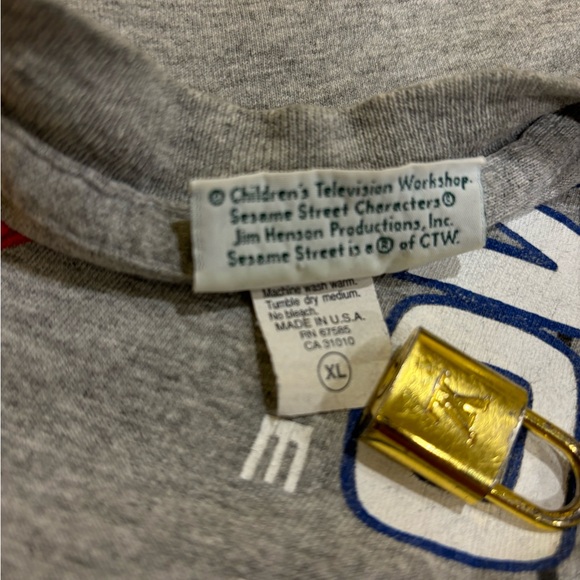 © Children's Television Workshop.
Sesame Street Characters©
Jim Henson Productions, Inc.
Sesame Street is a ® of CTW.
Machine wash warm.
Tumble dry medium.
No bleach.
MADE IN U.S.A.
RN 67585
CA 31010
XL
E